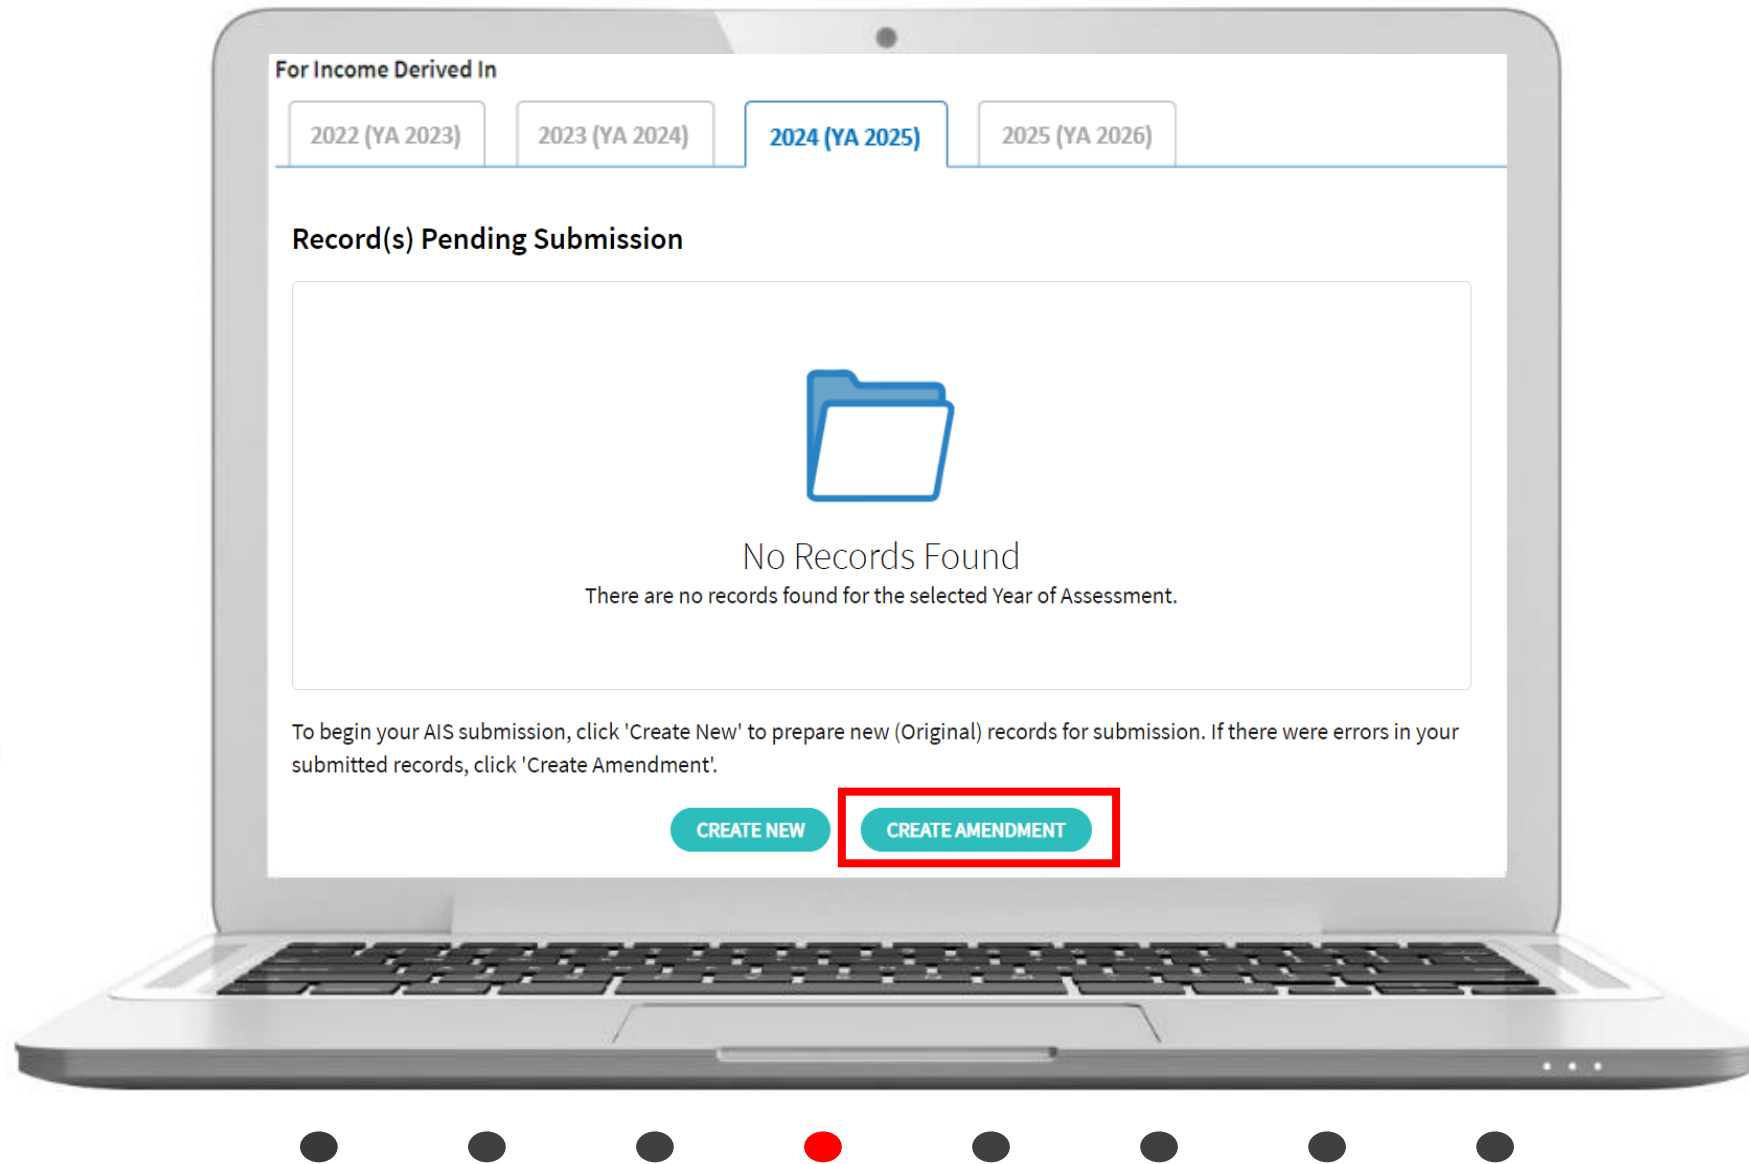 For Income Derived In
2022 (YA 2023)
2023 (YA 2024)
2024 (YA 2025)
2025 (YA 2026)
Record(s) Pending Submission
No Records Found
There are no records found for the selected Year of Assessment.
To begin your AIS submission, click 'Create New' to prepare new (Original) records for submission. If there were errors in your
submitted records, click 'Create Amendment'.
CREATE NEW
CREATE AMENDMENT